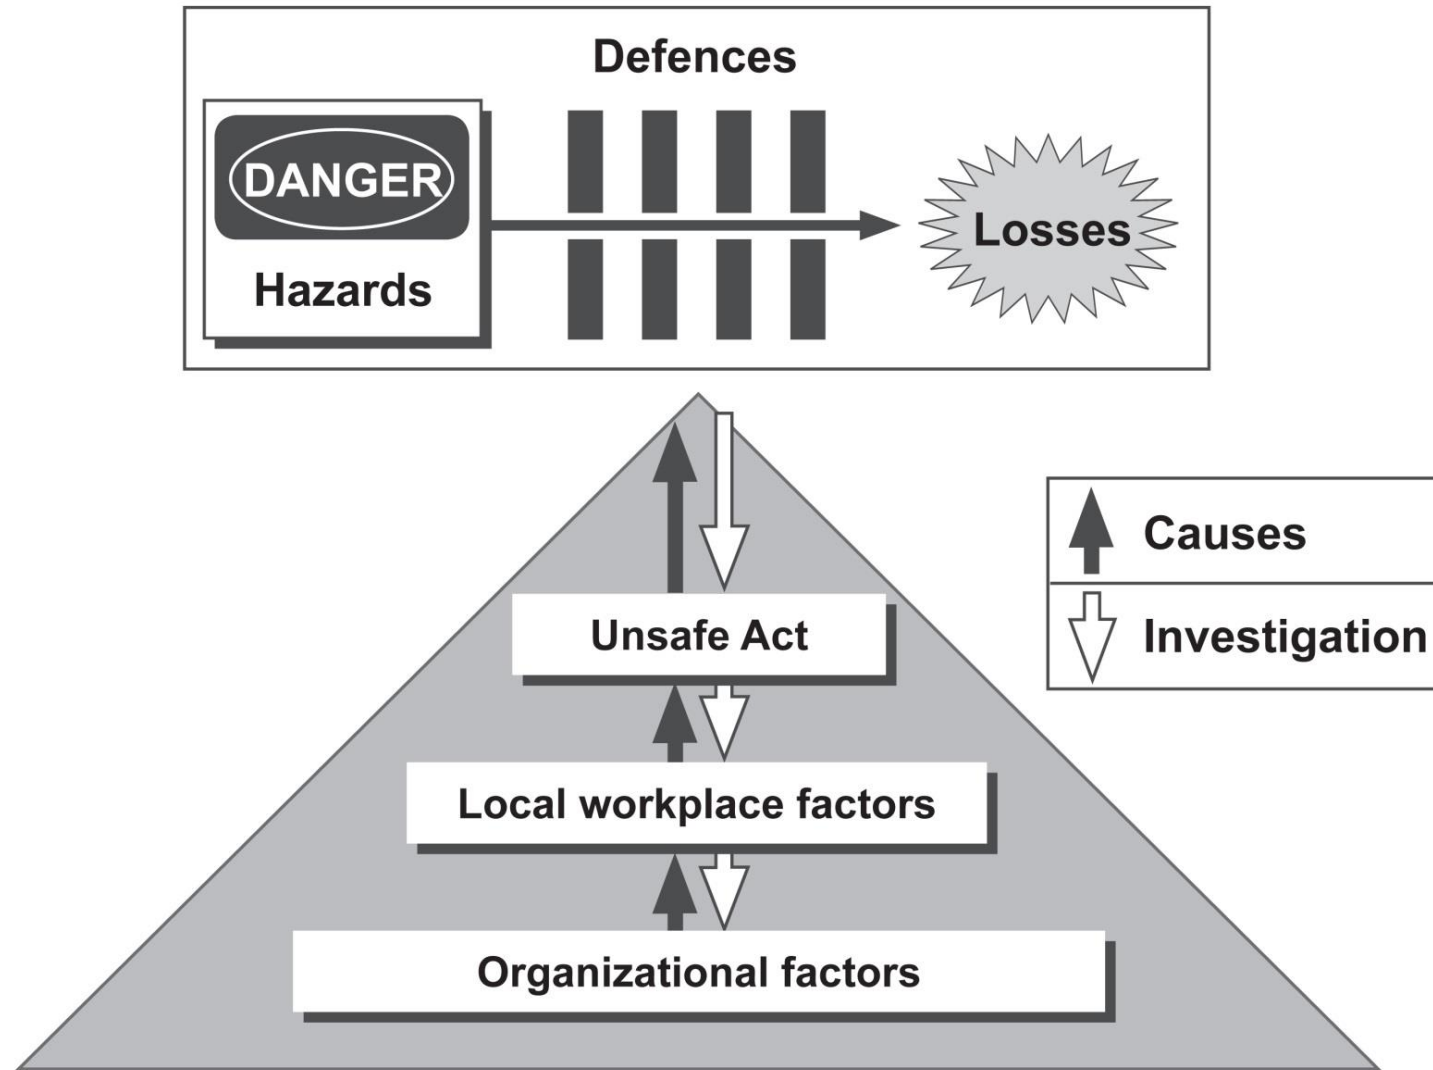 Defences
DANGER
Hazards
Losses
Causes
Investigation
Unsafe Act
Local workplace factors
Organizational factors